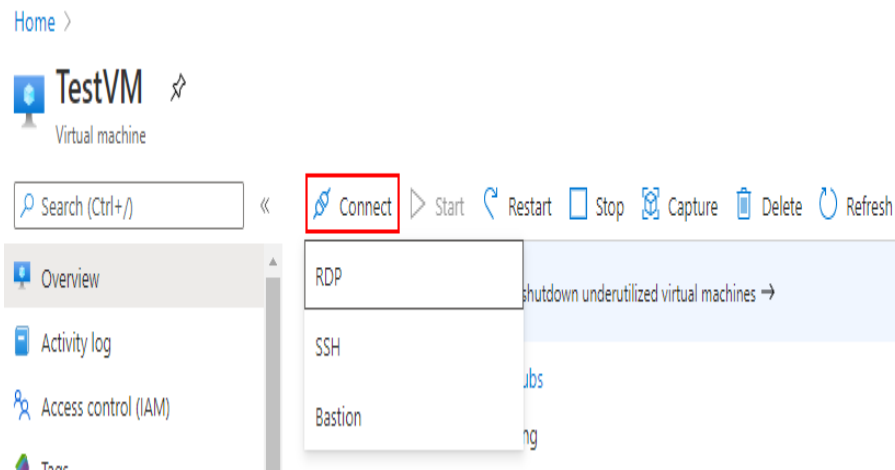 Home >
TestVM
Virtual machine
Search (Ctrl+/)
«
Connect
Start
Restart
Stop
Capture
Delete
Refresh
Overview
Activity log
Access control (IAM)
Tags
RDP
SSH
Bastion
shutdown underutilized virtual machines →
ubs
ng